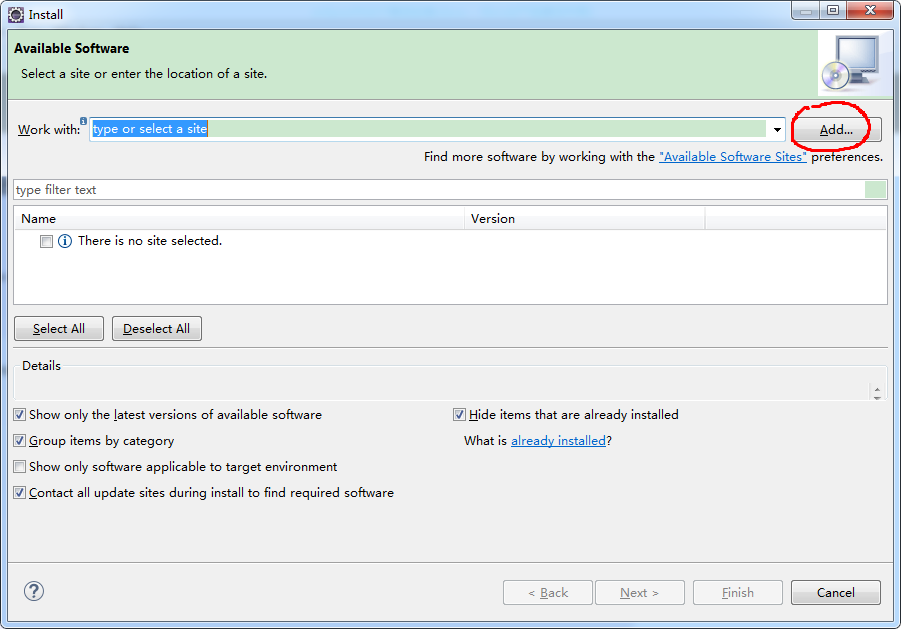 Install
Available Software
Select a site or enter the location of a site.
Work with: type or select a site Add...
Find more software by working with the "Available Software Sites" preferences.
type filter text
Name Version
There is no site selected.
Select All Deselect All
Details
Show only the latest versions of available software Hide items that are already installed
Group items by category What is already installed?
Show only software applicable to target environment
Contact all update sites during install to find required software
? < Back Next > Finish Cancel